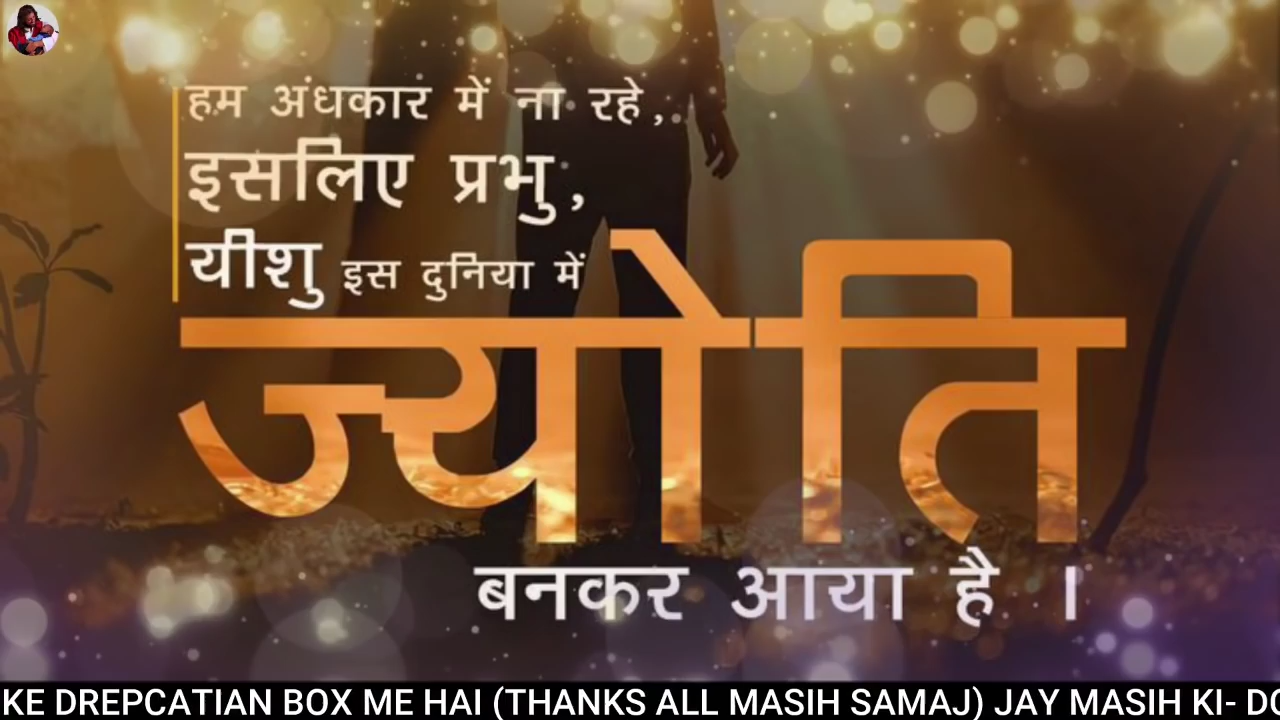 हम अंधकार में ना रहे,
इसलिए प्रभु,
यीशु इस दुनिया में
ज्योति
बनकर आया है ।
KE DREPCATIAN BOX ME HAI (THANKS ALL MASIH SAMAJ) JAY MASIH KI- DO